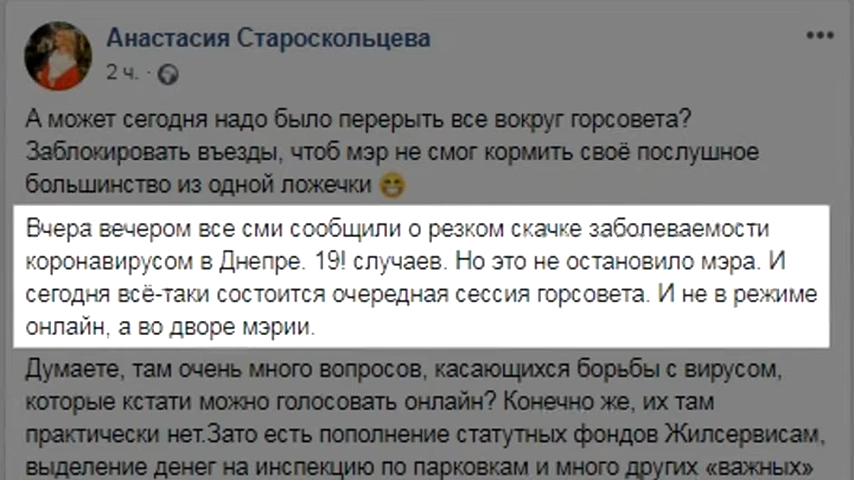 Анастасия Староскольцева
2 ч. ·
А может сегодня надо было перерыть все вокруг горсовета?
Заблокировать въезды, чтоб мэр не смог кормить своё послушное
большинство из одной ложечки 😁
Вчера вечером все сми сообщили о резком скачке заболеваемости
коронавирусом в Днепре. 19! случаев. Но это не остановило мэра. И
сегодня всё-таки состоится очередная сессия горсовета. И не в режиме
онлайн, а во дворе мэрии.
Думаете, там очень много вопросов, касающихся борьбы с вирусом,
которые кстати можно голосовать онлайн? Конечно же, их там
практически нет.Зато есть пополнение статутных фондов Жилсервисам,
выделение денег на инспекцию по парковкам и много других «важных»